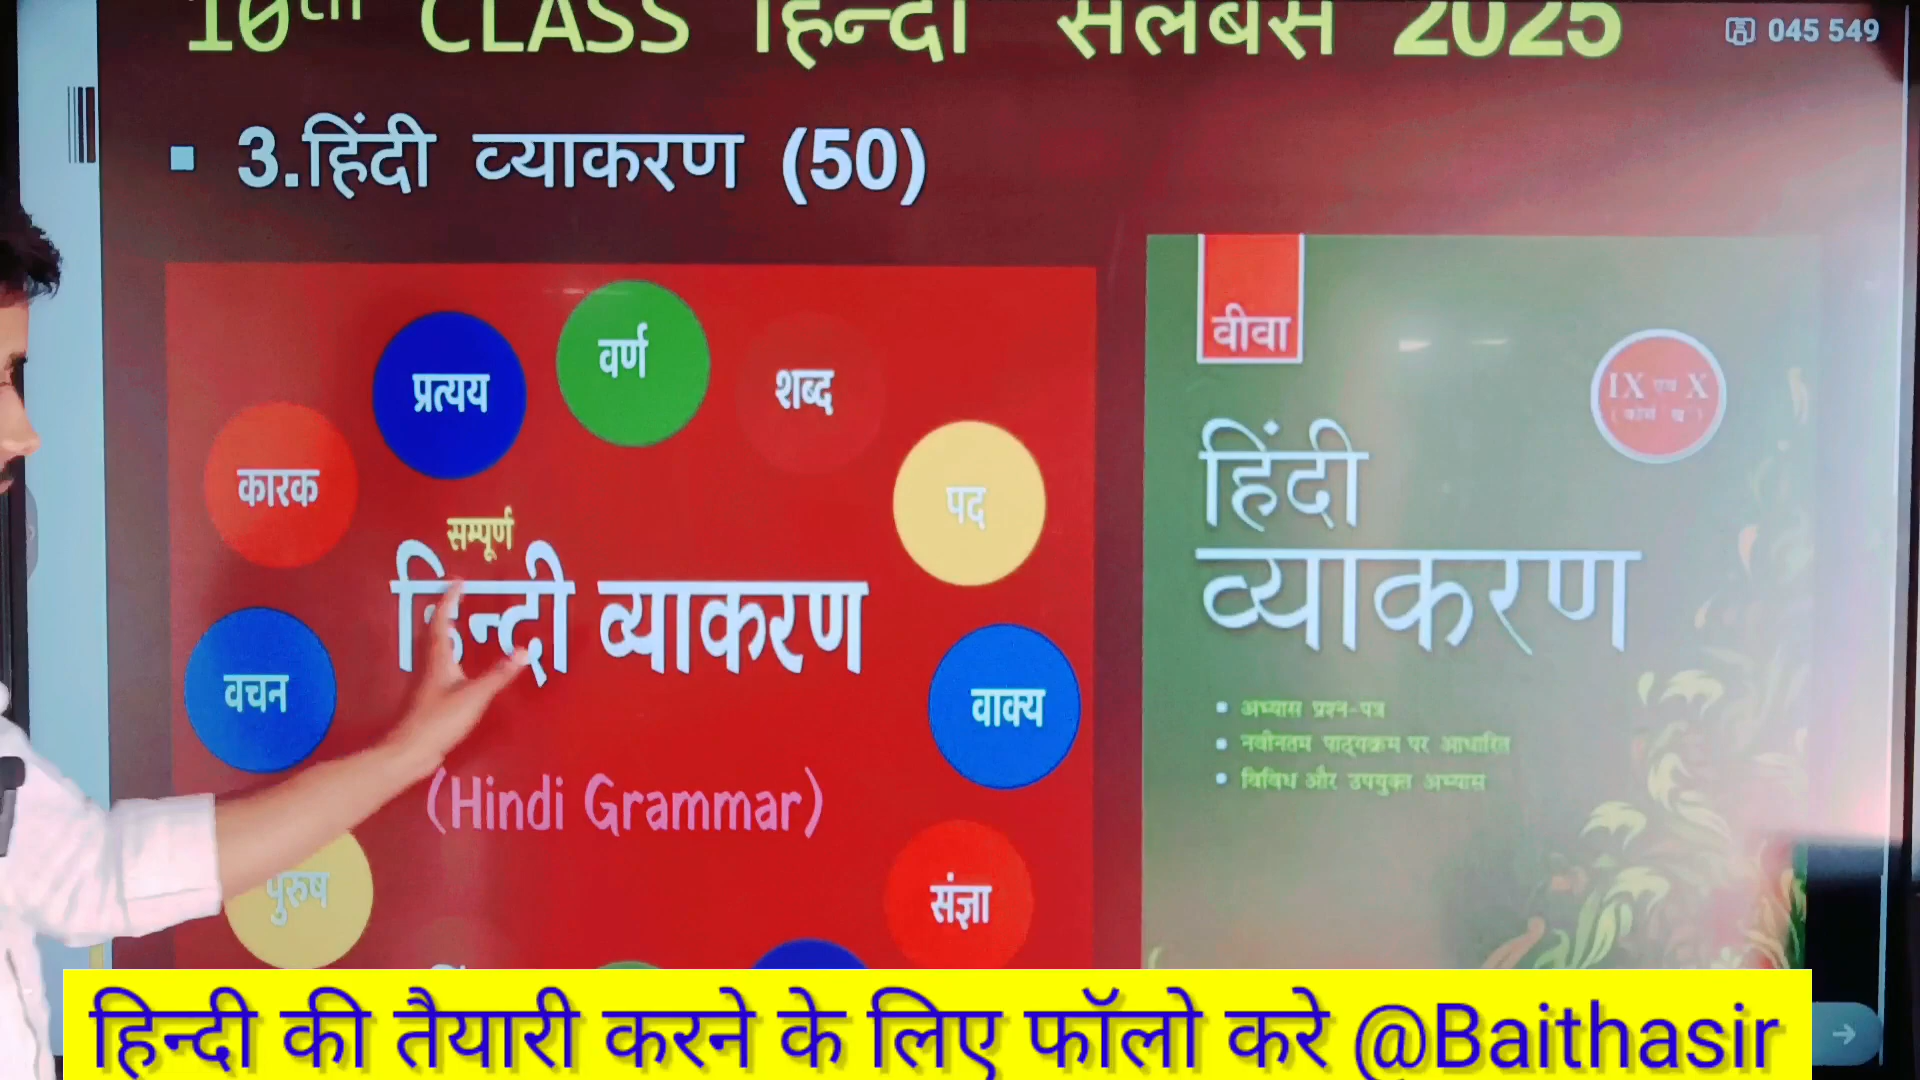 10th CLASS हिन्दी सलेबस 2025
045 549
3.हिंदी व्याकरण (50)
प्रत्यय
वर्ण
शब्द
कारक
पद
सम्पूर्ण
हिन्दी व्याकरण
वचन
वाक्य
(Hindi Grammar)
पुरुष
संज्ञा
वीवा
IX एवं X
हिंदी
व्याकरण
अभ्यास प्रश्न-पत्र
नवीनतम पाठ्यक्रम पर आधारित
विविध और उपयुक्त अभ्यास
हिन्दी की तैयारी करने के लिए फॉलो करे @Baithasir